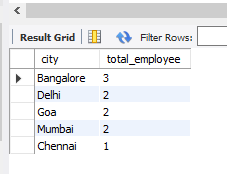 Result Grid Filter Rows:
city total_employee
Bangalore 3
Delhi 2
Goa 2
Mumbai 2
Chennai 1